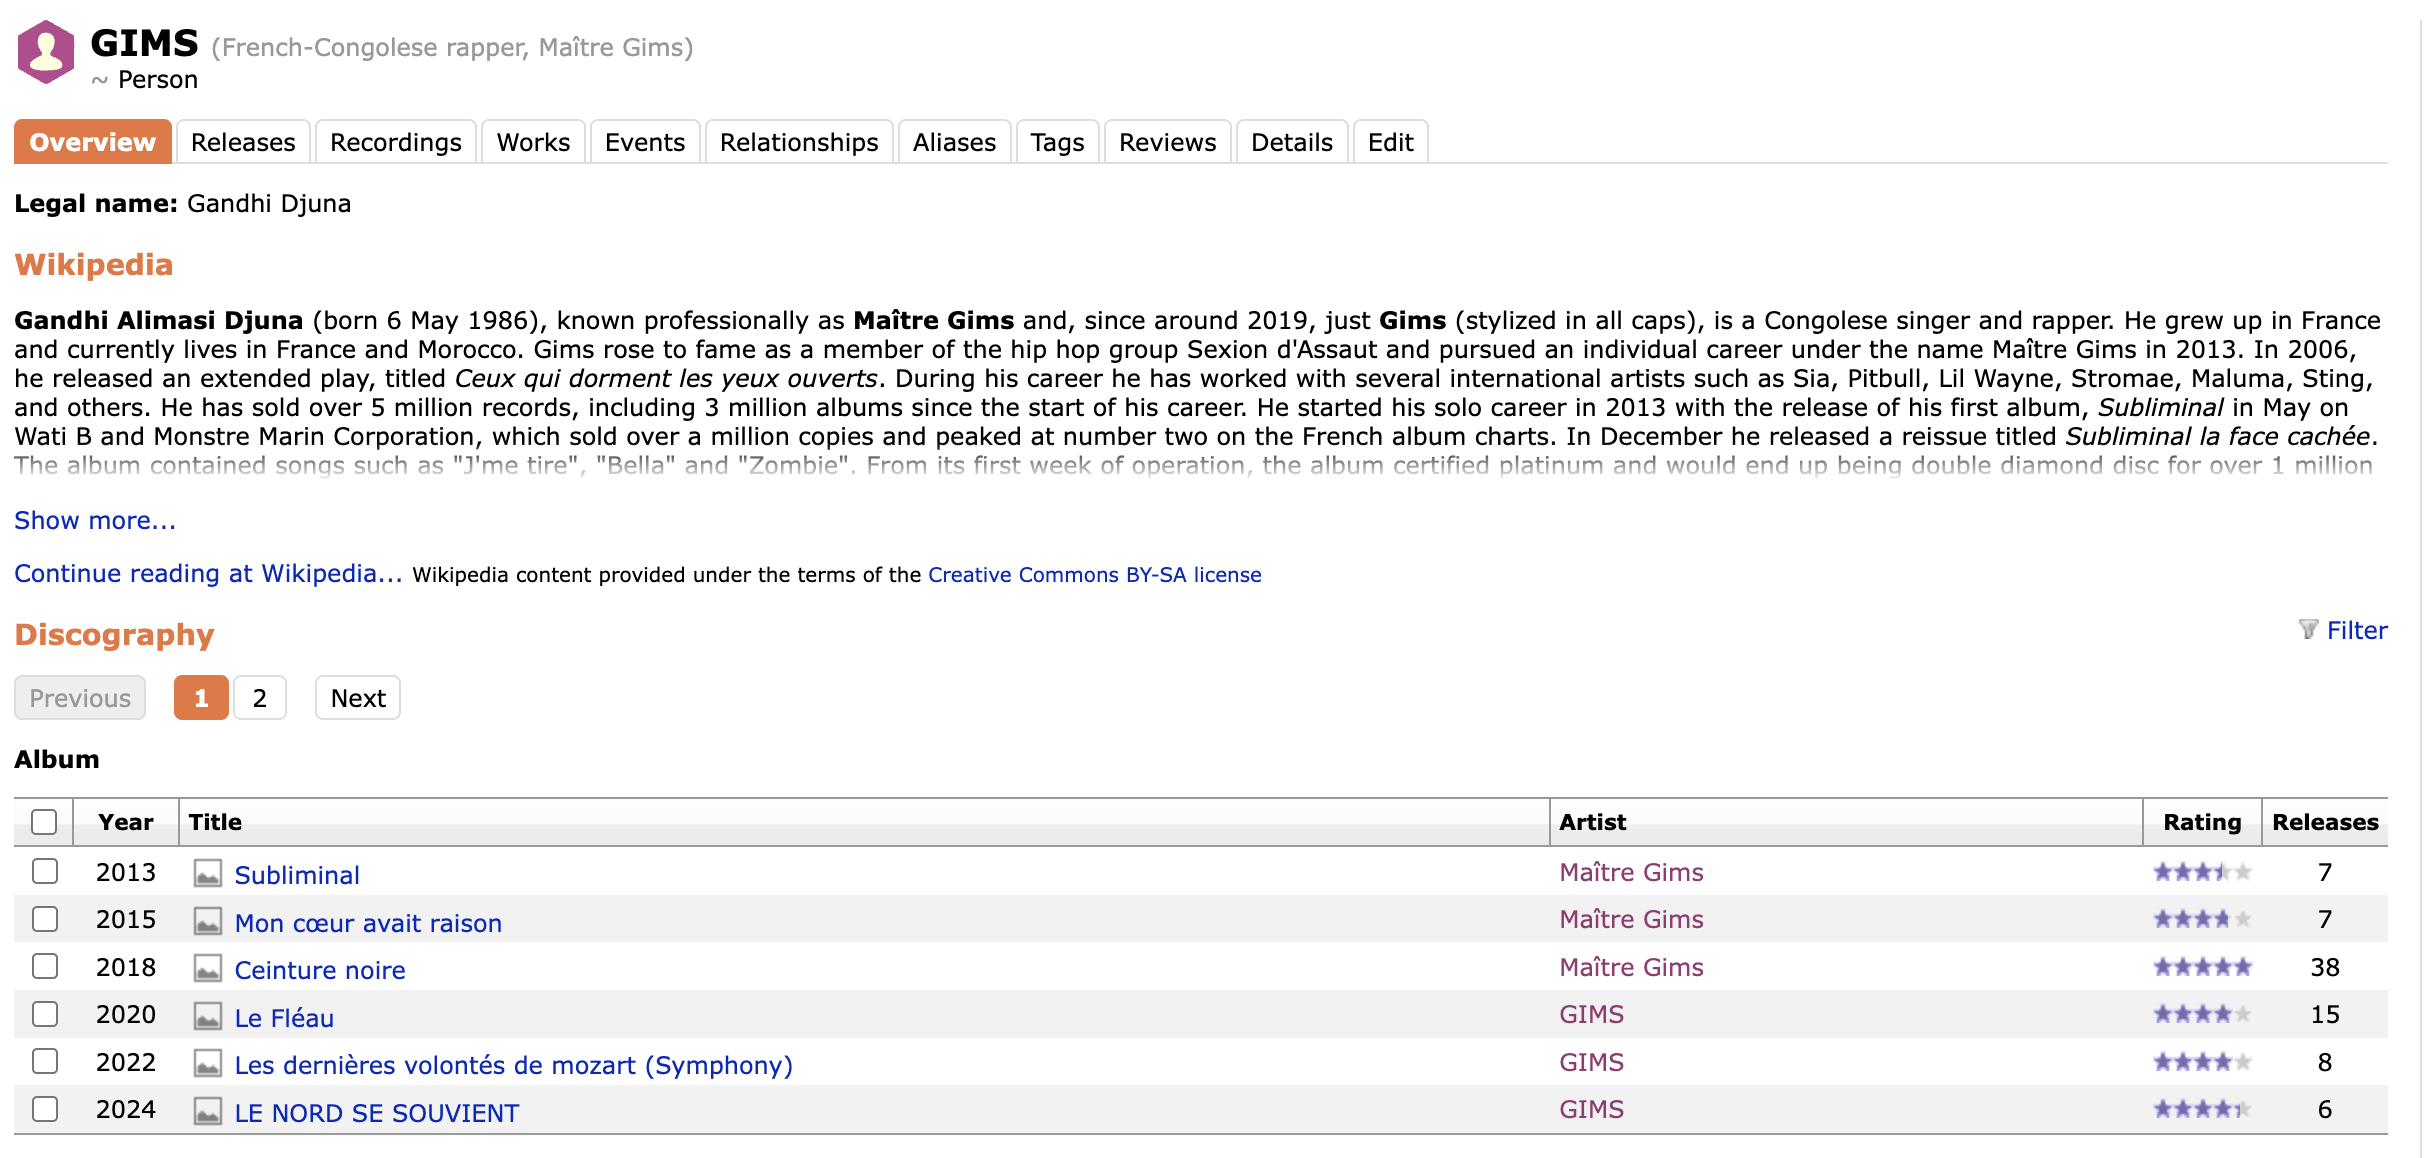 GIMS (French-Congolese rapper, Maître Gims)
~ Person
Overview Releases Recordings Works Events Relationships Aliases Tags Reviews Details Edit
Legal name: Gandhi Djuna
Wikipedia
Gandhi Alimasi Djuna (born 6 May 1986), known professionally as Maître Gims and, since around 2019, just Gims (stylized in all caps), is a Congolese singer and rapper. He grew up in France
and currently lives in France and Morocco. Gims rose to fame as a member of the hip hop group Sexion d'Assaut and pursued an individual career under the name Maître Gims in 2013. In 2006,
he released an extended play, titled Ceux qui dorment les yeux ouverts. During his career he has worked with several international artists such as Sia, Pitbull, Lil Wayne, Stromae, Maluma, Sting,
and others. He has sold over 5 million records, including 3 million albums since the start of his career. He started his solo career in 2013 with the release of his first album, Subliminal in May on
Wati B and Monstre Marin Corporation, which sold over a million copies and peaked at number two on the French album charts. In December he released a reissue titled Subliminal la face cachée.
The album contained songs such as "J'me tire", "Bella" and "Zombie". From its first week of operation, the album certified platinum and would end up being double diamond disc for over 1 million
Show more...
Continue reading at Wikipedia... Wikipedia content provided under the terms of the Creative Commons BY-SA license
Discography
Filter
Previous 1 2 Next
Album
Year Title Artist Rating Releases
2013 Subliminal Maître Gims 7
2015 Mon cœur avait raison Maître Gims 7
2018 Ceinture noire Maître Gims 38
2020 Le Fléau GIMS 15
2022 Les dernières volontés de mozart (Symphony) GIMS 8
2024 LE NORD SE SOUVIENT GIMS 6